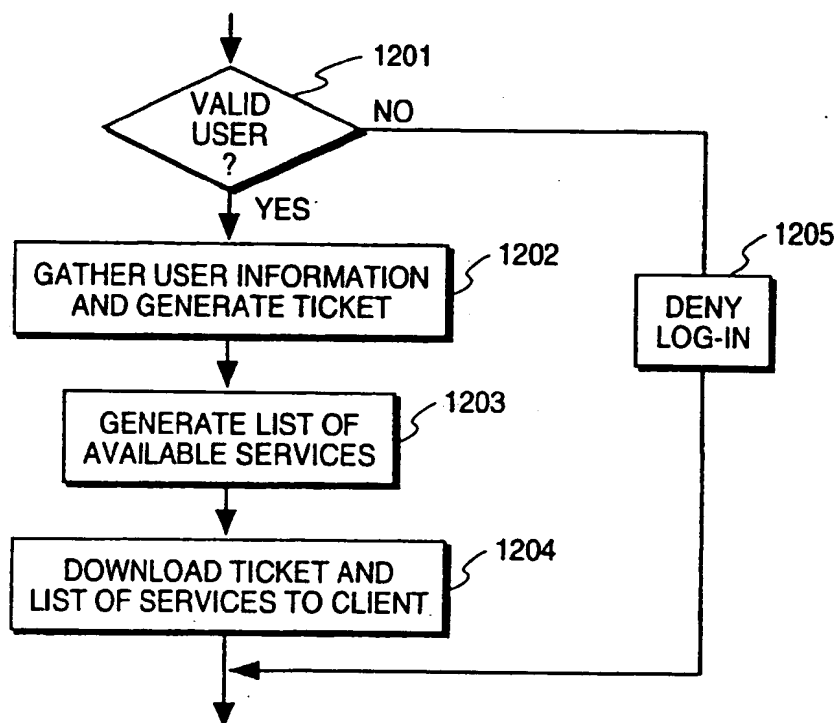 1201
VALID
USER
?
NO
YES
1202
GATHER USER INFORMATION
AND GENERATE TICKET
1205
DENY
LOG-IN
1203
GENERATE LIST OF
AVAILABLE SERVICES
1204
DOWNLOAD TICKET AND
LIST OF SERVICES TO CLIENT